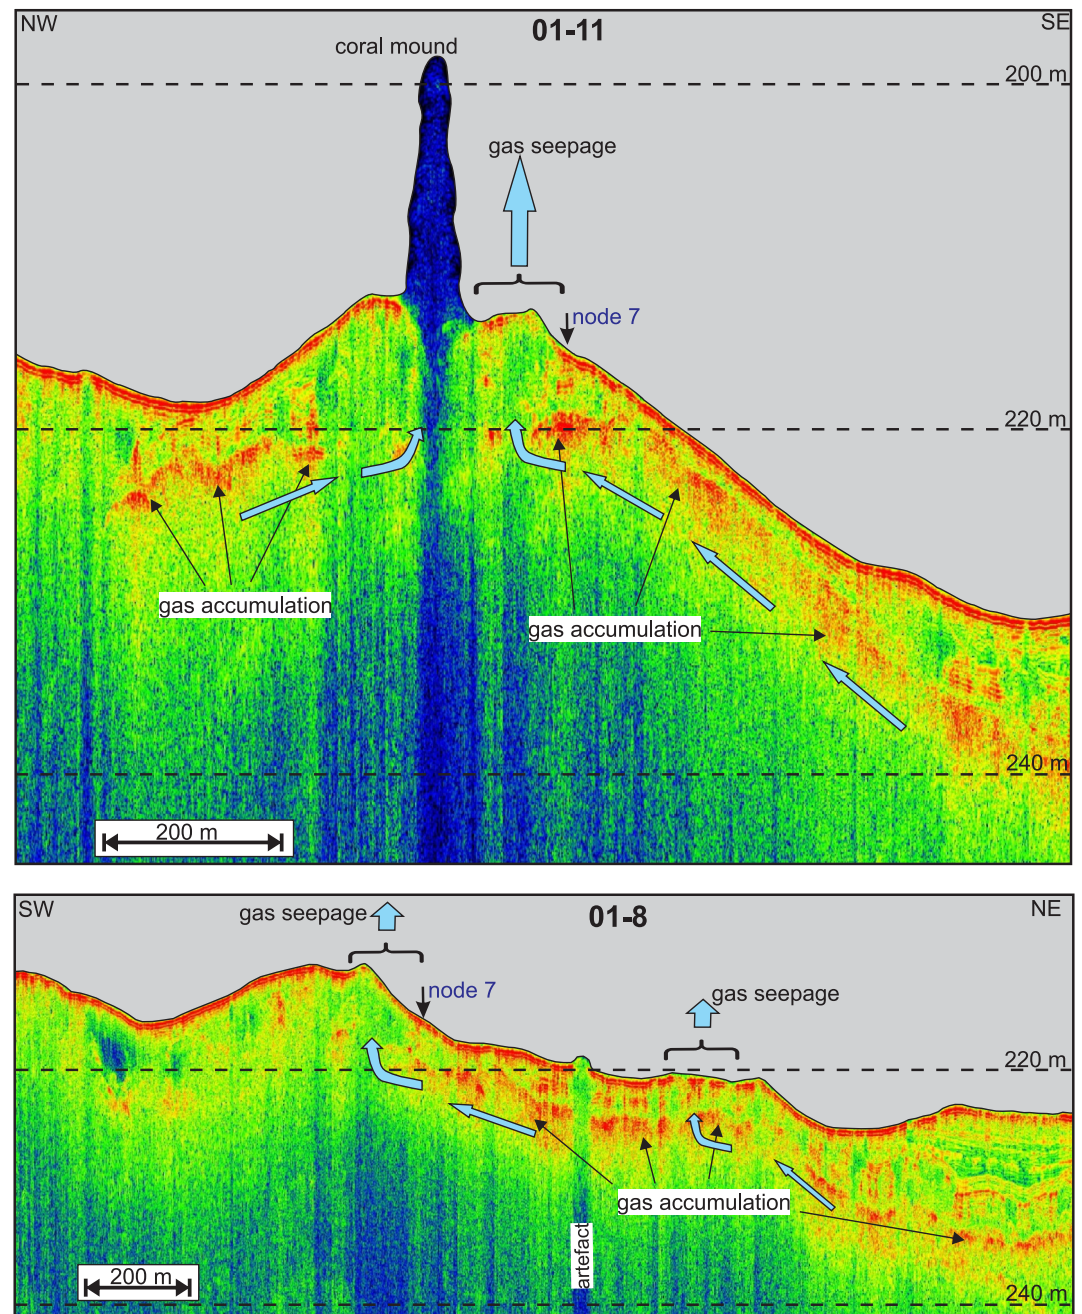 NW
01-11
SE
coral mound
200 m
gas seepage
node 7
220 m
gas accumulation
gas accumulation
240 m
200 m
SW
gas seepage
01-8
NE
node 7
gas seepage
220 m
gas accumulation
artefact
200 m
240 m